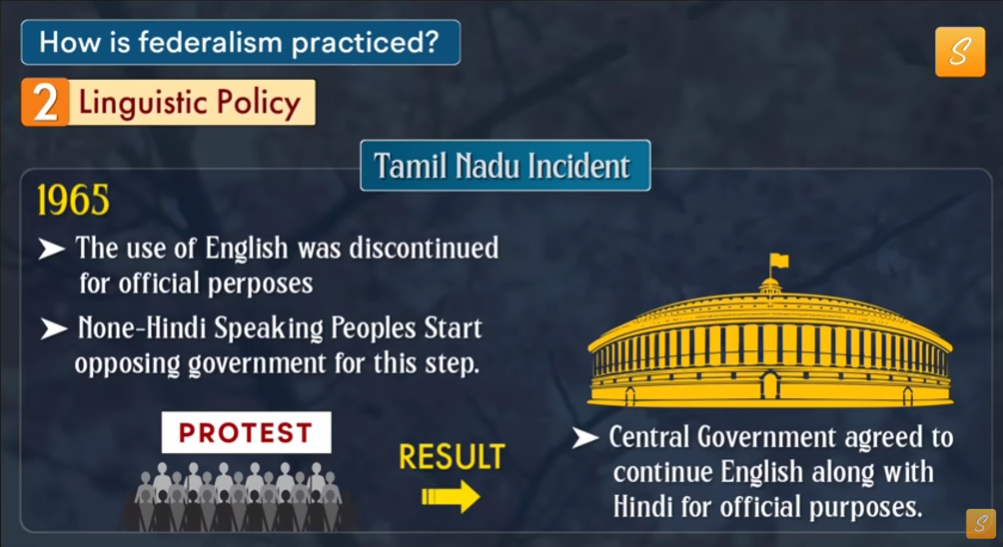 How is federalism practiced?
S
2 Linguistic Policy
Tamil Nadu Incident
1965
➤ The use of English was discontinued
for official perposes
➤ None-Hindi Speaking Peoples Start
opposing government for this step.
PROTEST
RESULT
➤ Central Government agreed to
continue English along with
Hindi for official purposes.
S